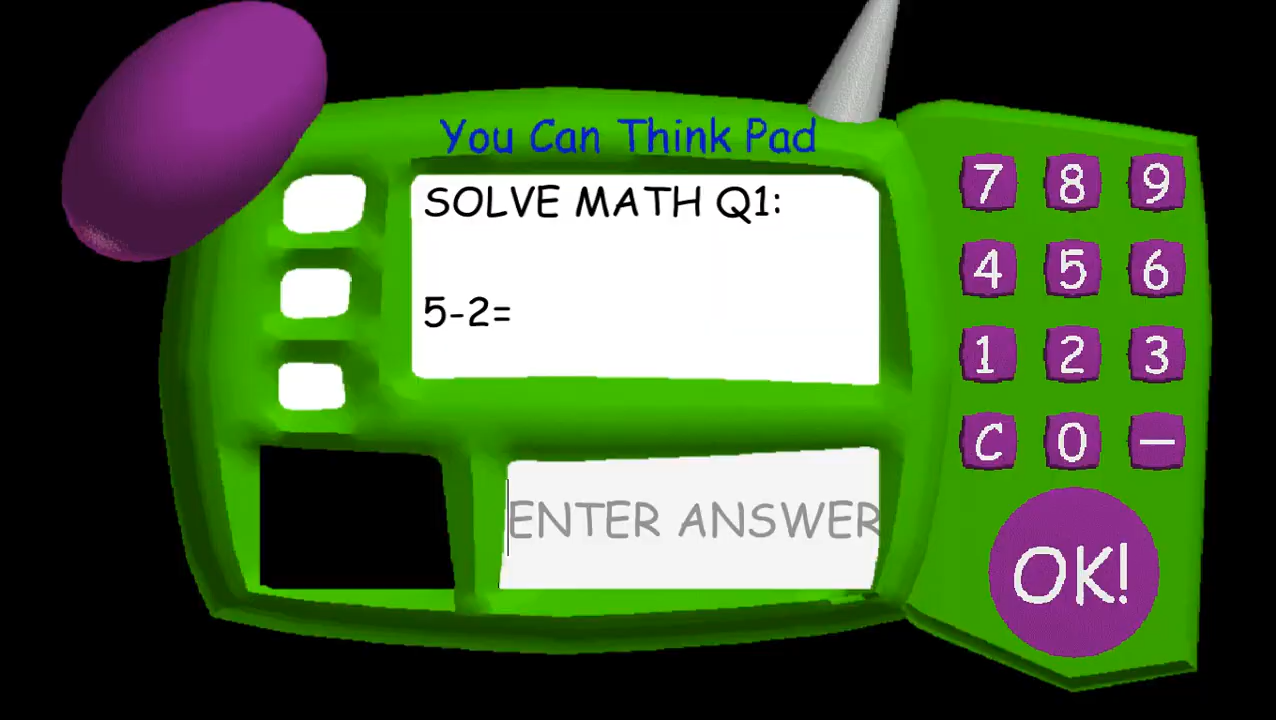 You Can Think Pad
SOLVE MATH Q1:
5-2=
ENTER ANSWER
7 8 9
4 5 6
1 2 3
C 0 —
OK!